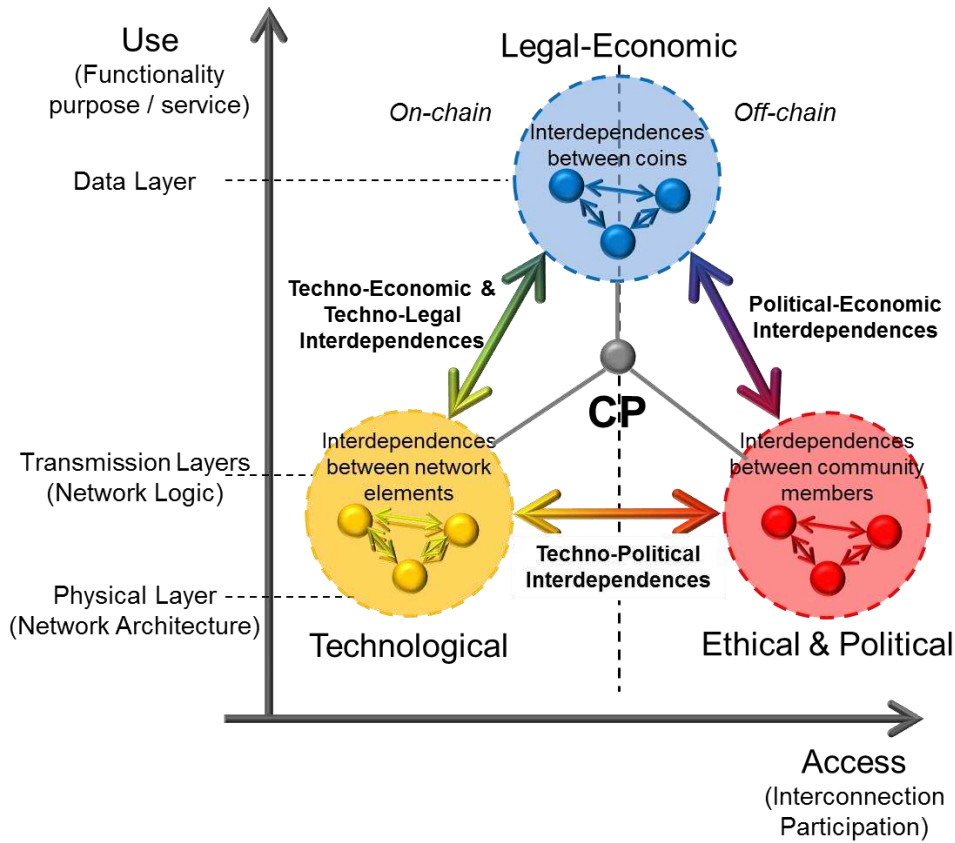 Use
(Functionality
purpose / service)
Legal-Economic
On-chain
Off-chain
Interdependences
between coins
Data Layer
Techno-Economic &
Techno-Legal
Interdependences
Political-Economic
Interdependences
CP
Transmission Layers
(Network Logic)
Interdependences
between network
elements
Interdependences
between community
members
Techno-Political
Interdependences
Physical Layer
(Network Architecture)
Technological
Ethical & Political
Access
(Interconnection
Participation)